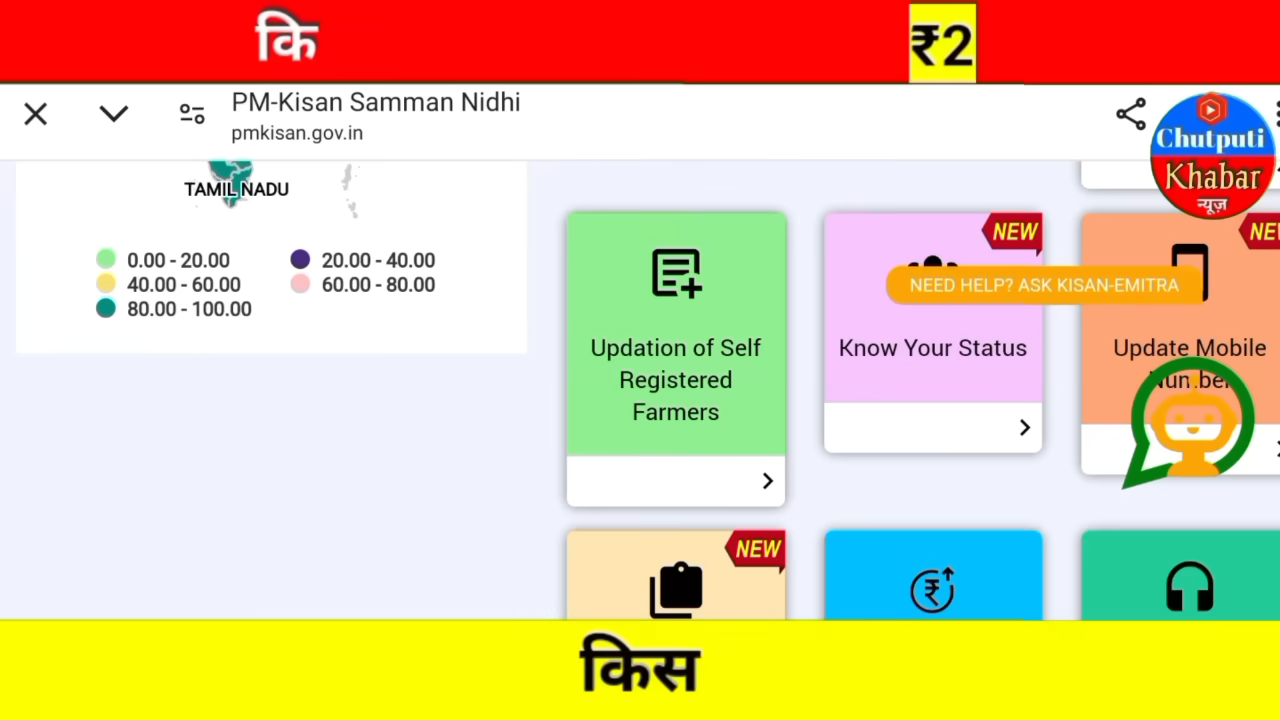 कि
₹2
PM-Kisan Samman Nidhi
pmkisan.gov.in
Chutputi
Khabar
न्यूज़
TAMIL NADU
0.00 - 20.00
20.00 - 40.00
40.00 - 60.00
60.00 - 80.00
80.00 - 100.00
Updation of Self
Registered
Farmers
NEW
NEED HELP? ASK KISAN-EMITRA
Know Your Status
NEW
Update Mobile
Number
NEW
किस